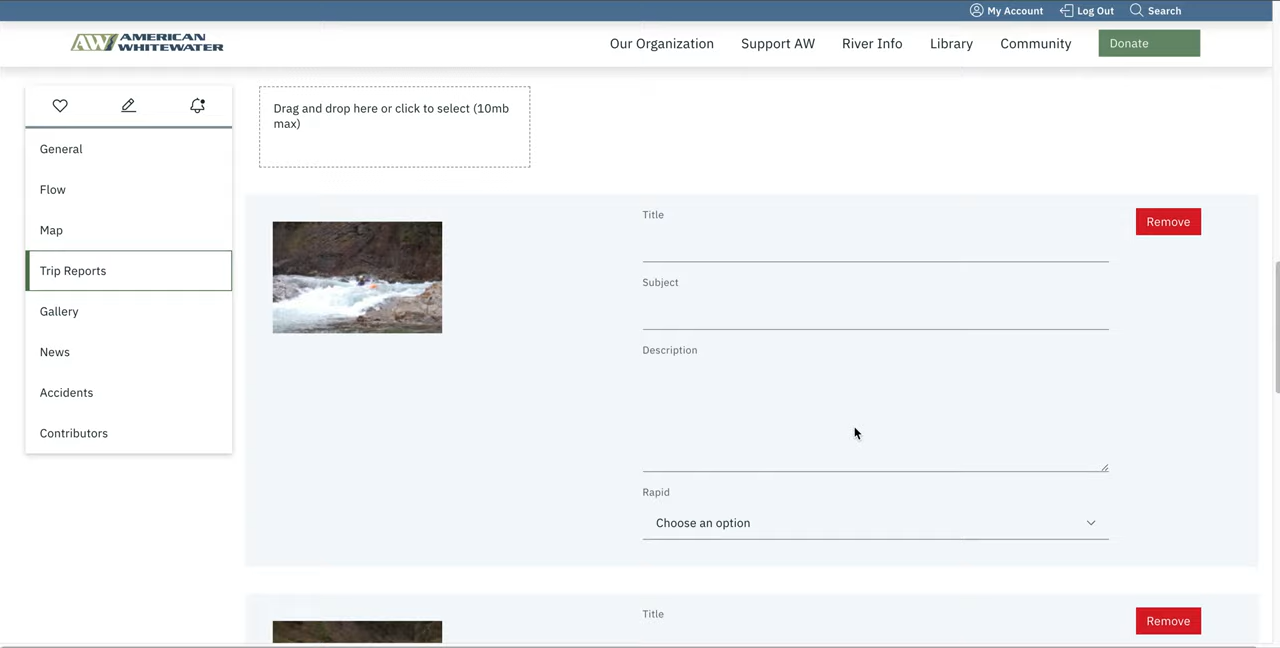 My Account
Log Out
Search
AW AMERICAN
WHITEWATER
Our Organization
Support AW
River Info
Library
Community
Donate
General
Flow
Map
Trip Reports
Gallery
News
Accidents
Contributors
Drag and drop here or click to select (10mb
max)
Title
Remove
Subject
Description
Rapid
Choose an option
Title
Remove